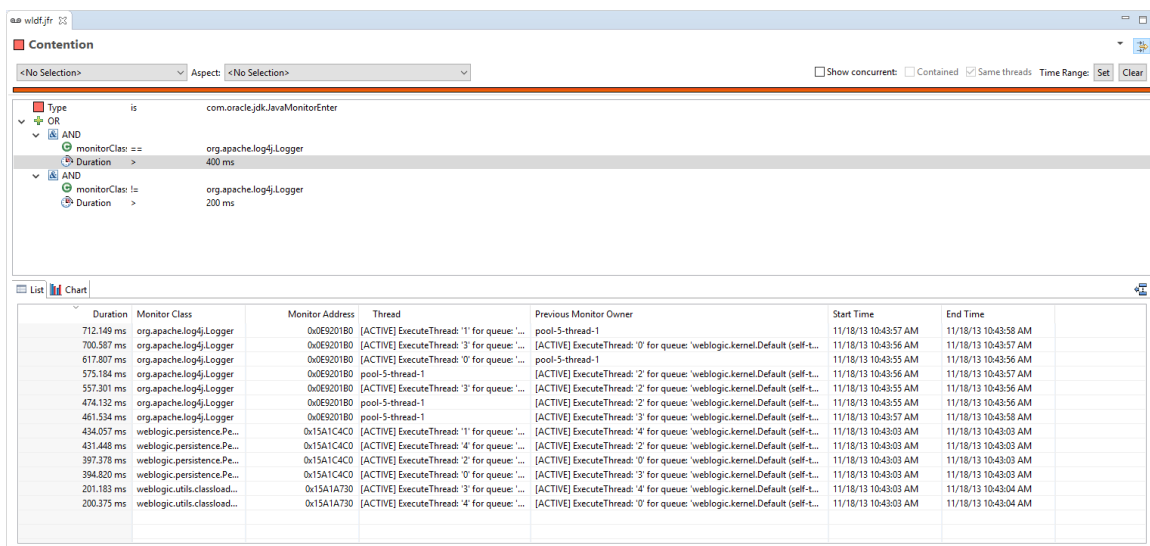 wldf.jfr
Contention
<No Selection> Aspect: <No Selection> Show concurrent: Contained Same threads Time Range: Set Clear
Type is com.oracle.jdk.JavaMonitorEnter
OR
AND
monitorClas: == org.apache.log4j.Logger
Duration > 400 ms
AND
monitorClas: != org.apache.log4j.Logger
Duration > 200 ms
List Chart
Duration Monitor Class Monitor Address Thread Previous Monitor Owner Start Time End Time
712.149 ms org.apache.log4j.Logger 0x0E9201B0 [ACTIVE] ExecuteThread: '1' for queue: '... pool-5-thread-1 11/18/13 10:43:57 AM 11/18/13 10:43:58 AM
700.587 ms org.apache.log4j.Logger 0x0E9201B0 [ACTIVE] ExecuteThread: '3' for queue: '... [ACTIVE] ExecuteThread: '0' for queue: 'weblogic.kernel.Default (self-t... 11/18/13 10:43:56 AM 11/18/13 10:43:57 AM
617.807 ms org.apache.log4j.Logger 0x0E9201B0 [ACTIVE] ExecuteThread: '0' for queue: '... pool-5-thread-1 11/18/13 10:43:55 AM 11/18/13 10:43:56 AM
575.184 ms org.apache.log4j.Logger 0x0E9201B0 pool-5-thread-1 [ACTIVE] ExecuteThread: '2' for queue: 'weblogic.kernel.Default (self-t... 11/18/13 10:43:56 AM 11/18/13 10:43:57 AM
557.301 ms org.apache.log4j.Logger 0x0E9201B0 [ACTIVE] ExecuteThread: '3' for queue: '... [ACTIVE] ExecuteThread: '2' for queue: 'weblogic.kernel.Default (self-t... 11/18/13 10:43:55 AM 11/18/13 10:43:56 AM
474.132 ms org.apache.log4j.Logger 0x0E9201B0 pool-5-thread-1 [ACTIVE] ExecuteThread: '2' for queue: 'weblogic.kernel.Default (self-t... 11/18/13 10:43:55 AM 11/18/13 10:43:56 AM
461.534 ms org.apache.log4j.Logger 0x0E9201B0 pool-5-thread-1 [ACTIVE] ExecuteThread: '3' for queue: 'weblogic.kernel.Default (self-t... 11/18/13 10:43:57 AM 11/18/13 10:43:58 AM
434.057 ms weblogic.persistence.Pe... 0x15A1C4C0 [ACTIVE] ExecuteThread: '1' for queue: '... [ACTIVE] ExecuteThread: '4' for queue: 'weblogic.kernel.Default (self-t... 11/18/13 10:43:03 AM 11/18/13 10:43:03 AM
431.448 ms weblogic.persistence.Pe... 0x15A1C4C0 [ACTIVE] ExecuteThread: '4' for queue: '... [ACTIVE] ExecuteThread: '2' for queue: 'weblogic.kernel.Default (self-t... 11/18/13 10:43:03 AM 11/18/13 10:43:03 AM
397.378 ms weblogic.persistence.Pe... 0x15A1C4C0 [ACTIVE] ExecuteThread: '2' for queue: '... [ACTIVE] ExecuteThread: '0' for queue: 'weblogic.kernel.Default (self-t... 11/18/13 10:43:03 AM 11/18/13 10:43:03 AM
394.820 ms weblogic.persistence.Pe... 0x15A1C4C0 [ACTIVE] ExecuteThread: '0' for queue: '... [ACTIVE] ExecuteThread: '3' for queue: 'weblogic.kernel.Default (self-t... 11/18/13 10:43:03 AM 11/18/13 10:43:03 AM
201.183 ms weblogic.utils.classload... 0x15A1A730 [ACTIVE] ExecuteThread: '3' for queue: '... [ACTIVE] ExecuteThread: '4' for queue: 'weblogic.kernel.Default (self-t... 11/18/13 10:43:03 AM 11/18/13 10:43:04 AM
200.375 ms weblogic.utils.classload... 0x15A1A730 [ACTIVE] ExecuteThread: '4' for queue: '... [ACTIVE] ExecuteThread: '0' for queue: 'weblogic.kernel.Default (self-t... 11/18/13 10:43:03 AM 11/18/13 10:43:04 AM